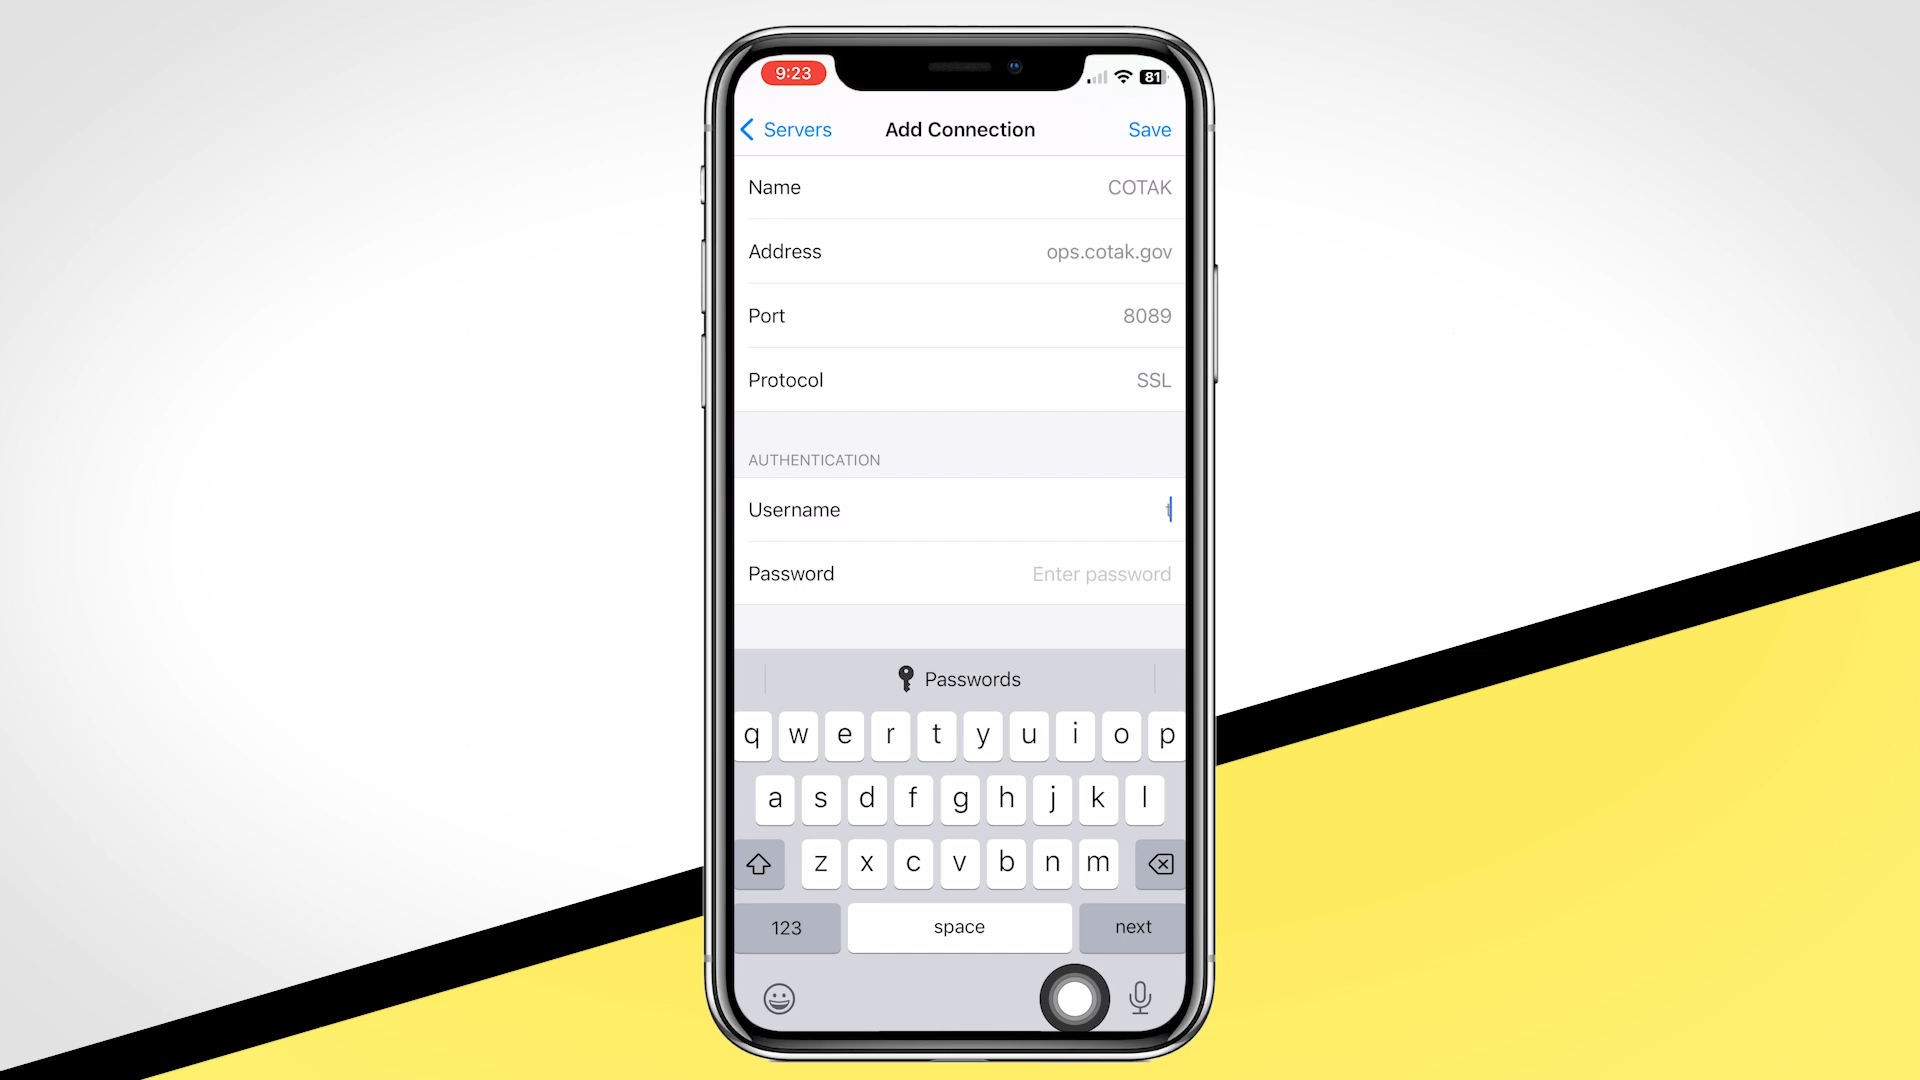 9:23
81
Servers Add Connection Save
Name COTAK
Address ops.cotak.gov
Port 8089
Protocol SSL
AUTHENTICATION
Username t
Password Enter password
Passwords
q w e r t y u i o p
a s d f g h j k l
z x c v b n m
123 space next